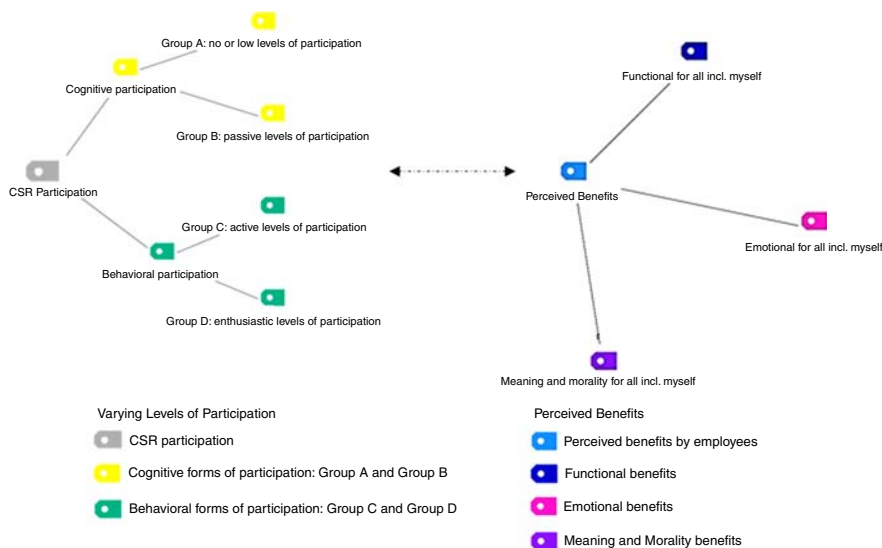 Group A: no or low levels of participation
Cognitive participation
Group B: passive levels of participation
CSR Participation
Group C: active levels of participation
Behavioral participation
Group D: enthusiastic levels of participation
Functional for all incl. myself
Perceived Benefits
Emotional for all incl. myself
Meaning and morality for all incl. myself
Varying Levels of Participation
CSR participation
Cognitive forms of participation: Group A and Group B
Behavioral forms of participation: Group C and Group D
Perceived Benefits
Perceived benefits by employees
Functional benefits
Emotional benefits
Meaning and Morality benefits